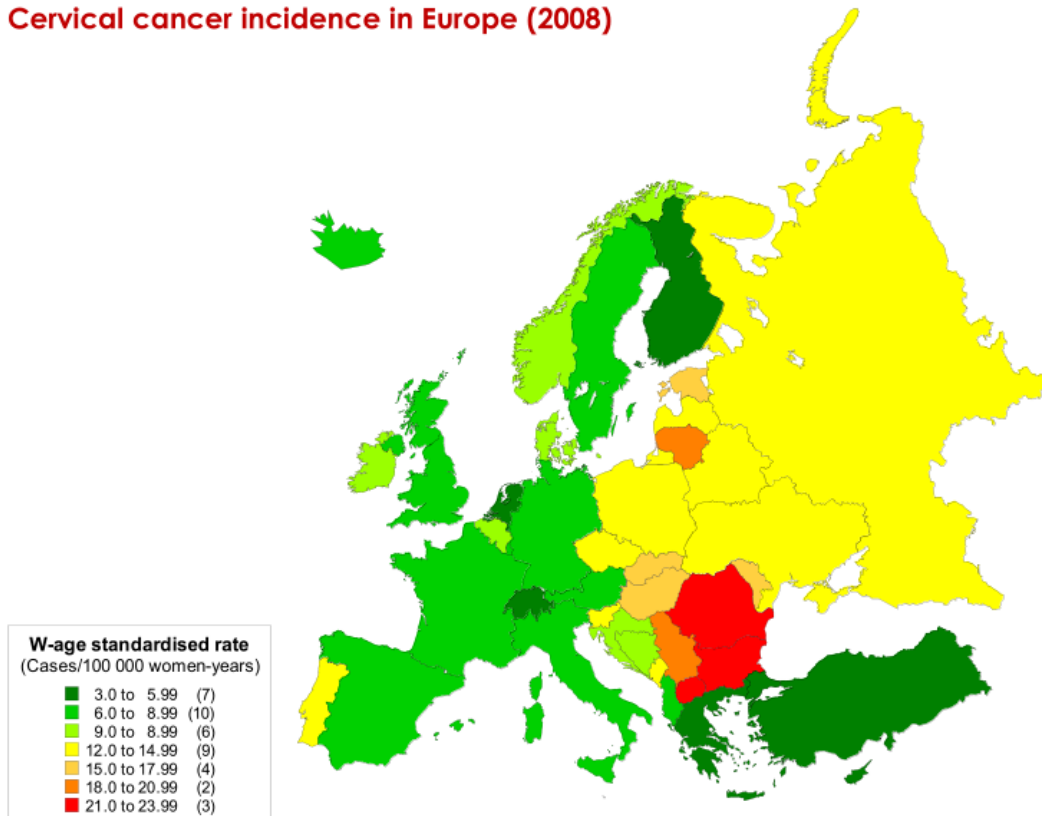 Cervical cancer incidence in Europe (2008)
W-age standardised rate
(Cases/100 000 women-years)
3.0 to 5.99 (7)
6.0 to 8.99 (10)
9.0 to 8.99 (6)
12.0 to 14.99 (9)
15.0 to 17.99 (4)
18.0 to 20.99 (2)
21.0 to 23.99 (3)